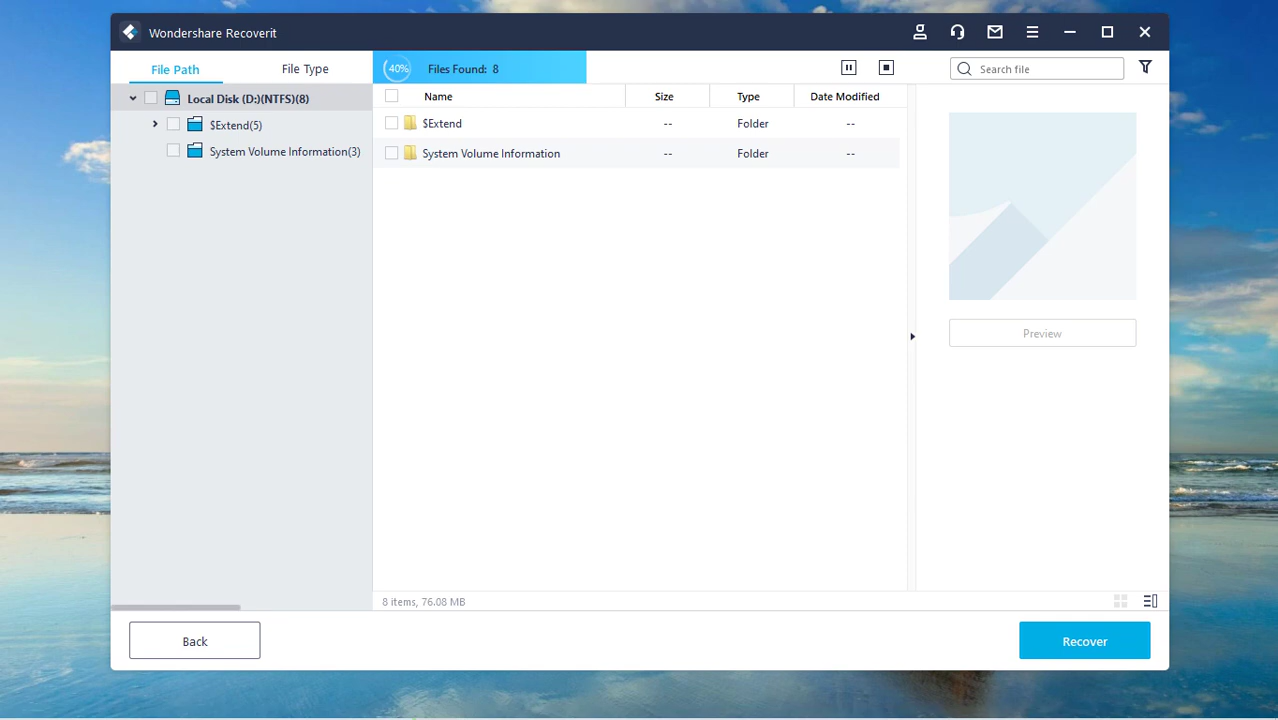 Wondershare Recoverit
File Path
File Type
40%
Files Found: 8
Search file
Local Disk (D:)(NTFS)(8)
$Extend(5)
System Volume Information(3)
Name
Size
Type
Date Modified
$Extend
--
Folder
--
System Volume Information
--
Folder
--
Preview
8 items, 76.08 MB
Back
Recover